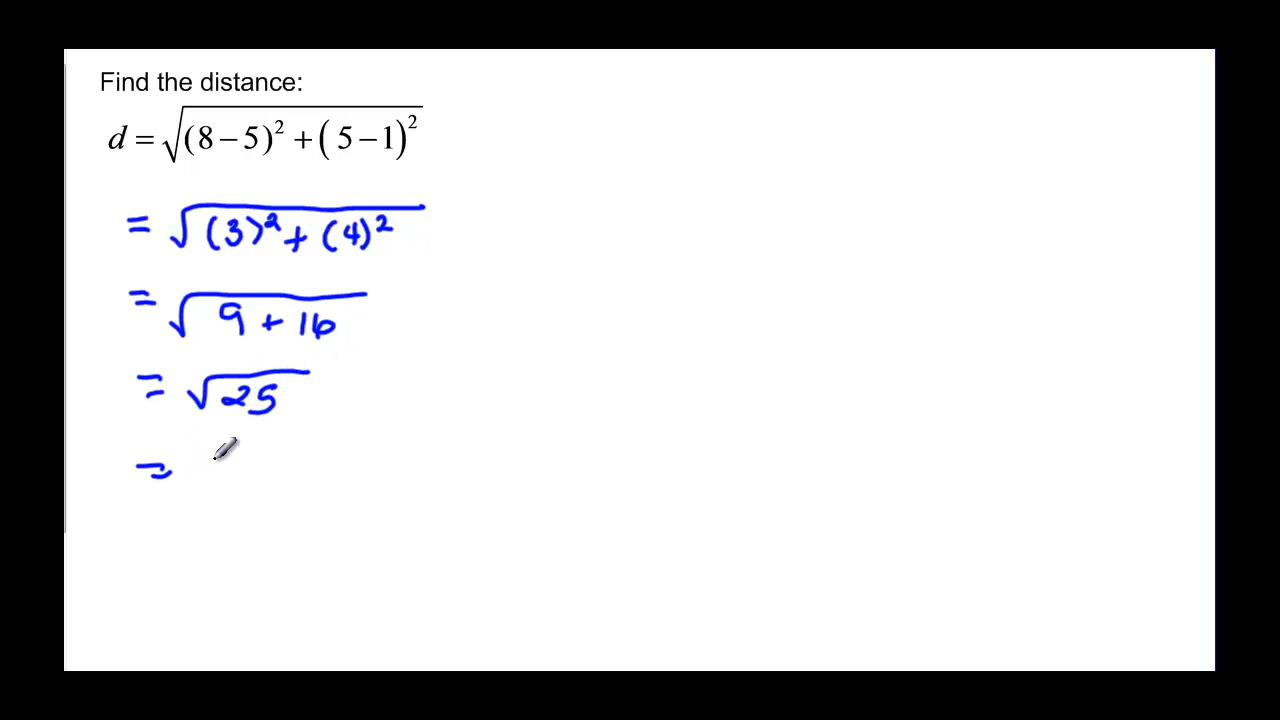 Find the distance:
d = √((8 − 5)² + (5 − 1)²)
= √((3)² + (4)²)
= √(9 + 16)
= √25
=